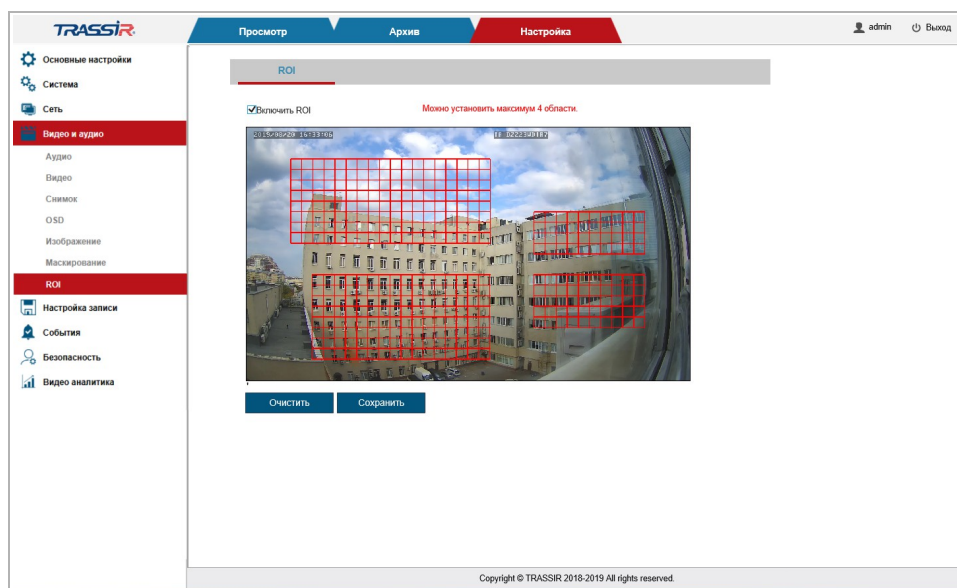 TRASSIR
Просмотр
Архив
Настройка
admin
Выход
Основные настройки
Система
Сеть
Видео и аудио
Аудио
Видео
Снимок
OSD
Изображение
Маскирование
ROI
Настройка записи
События
Безопасность
Видео аналитика
ROI
Включить ROI
Можно установить максимум 4 области.
Очистить
Сохранить
Copyright © TRASSIR 2018-2019 All rights reserved.